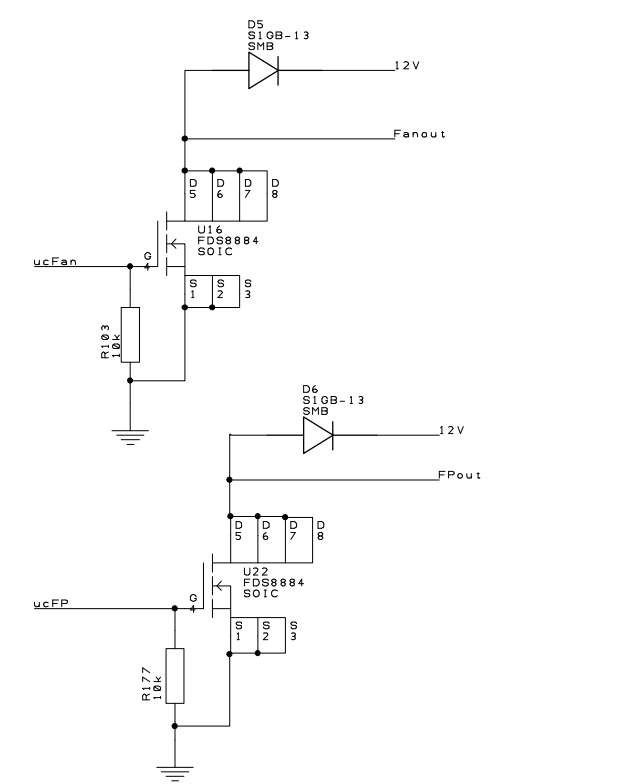 D5
S1GB-13
SMB
12V
Fanout
D D D D
5 6 7 8
U16
FDS8884
SOIC
G
4
ucFan
S S S
1 2 3
R103
10k
D6
S1GB-13
SMB
12V
FPout
D D D D
5 6 7 8
U22
FDS8884
SOIC
G
4
ucFP
S S S
1 2 3
R177
10k